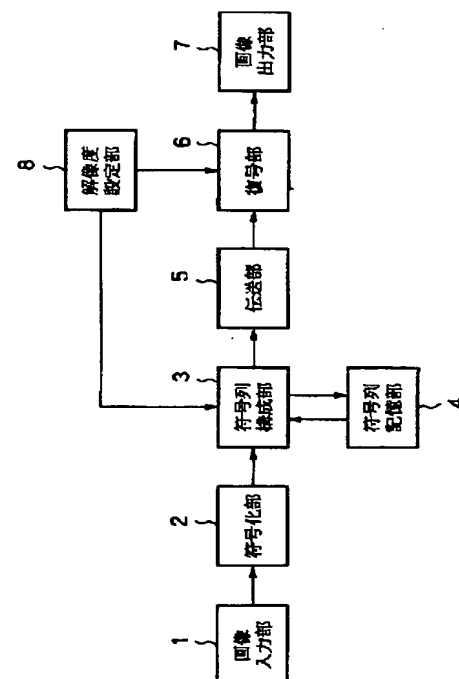 1
画像
入力部
2
符号化部
3
符号列
構成部
4
符号列
記憶部
5
伝送部
6
復号部
7
画像
出力部
8
解像度
設定部